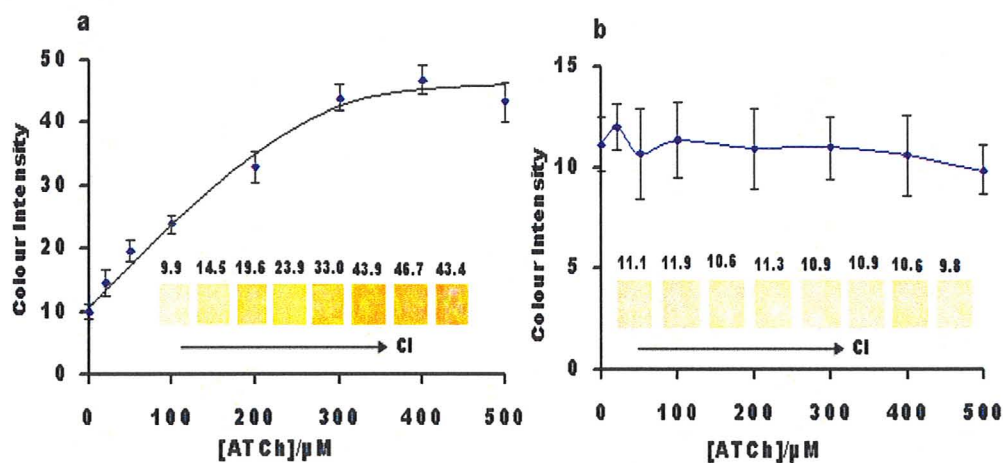 a
50
40
30
20
10
0
Colour Intensity
9.9 14.5 19.6 23.9 33.0 43.9 46.7 43.4
CI
0 100 200 300 400 500
[ATCh]/µM
b
15
10
5
0
Colour Intensity
11.1 11.9 10.6 11.3 10.9 10.9 10.6 9.8
CI
0 100 200 300 400 500
[ATCh]/µM